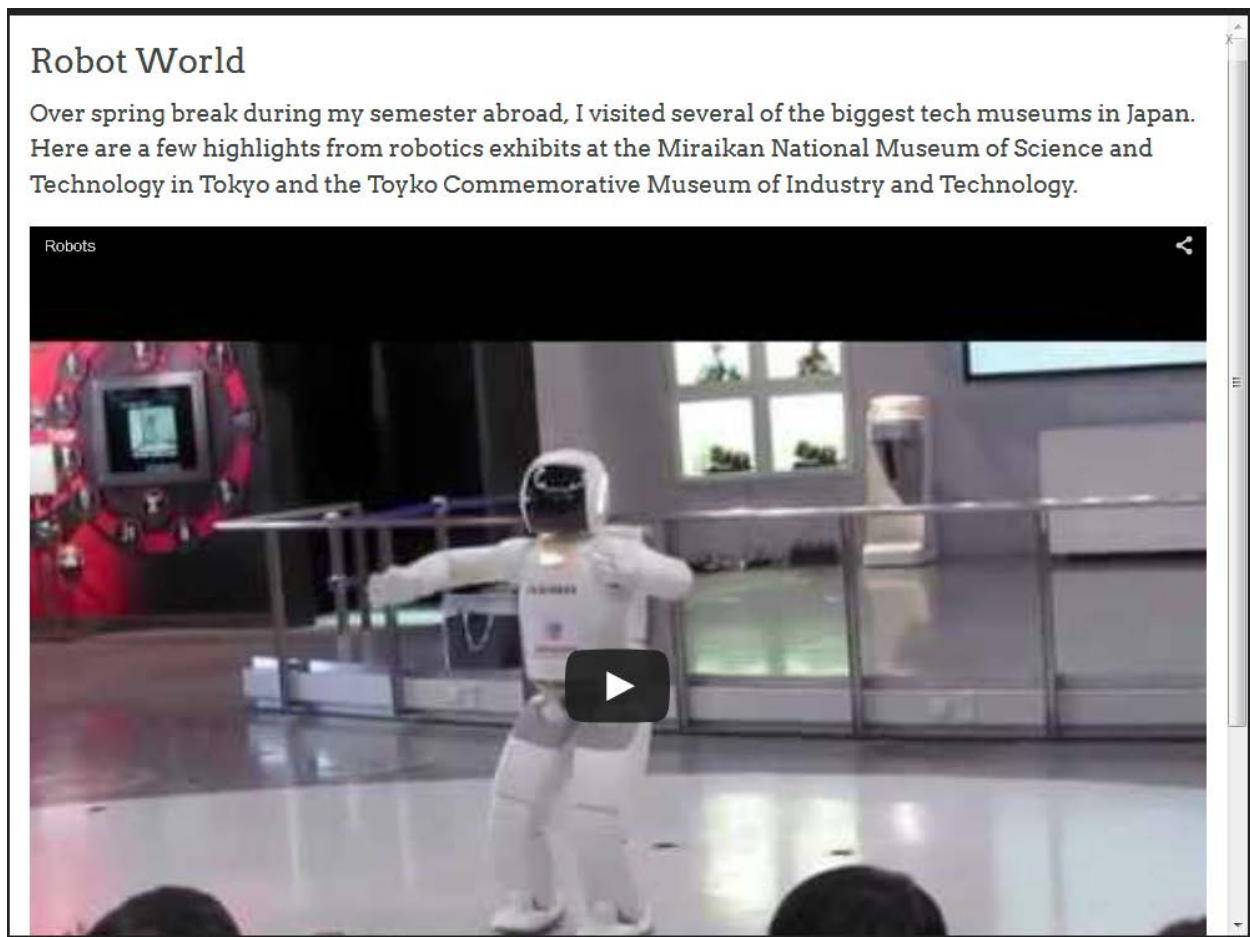 Robot World
Over spring break during my semester abroad, I visited several of the biggest tech museums in Japan.
Here are a few highlights from robotics exhibits at the Miraikan National Museum of Science and
Technology in Tokyo and the Toyko Commemorative Museum of Industry and Technology.
Robots
X